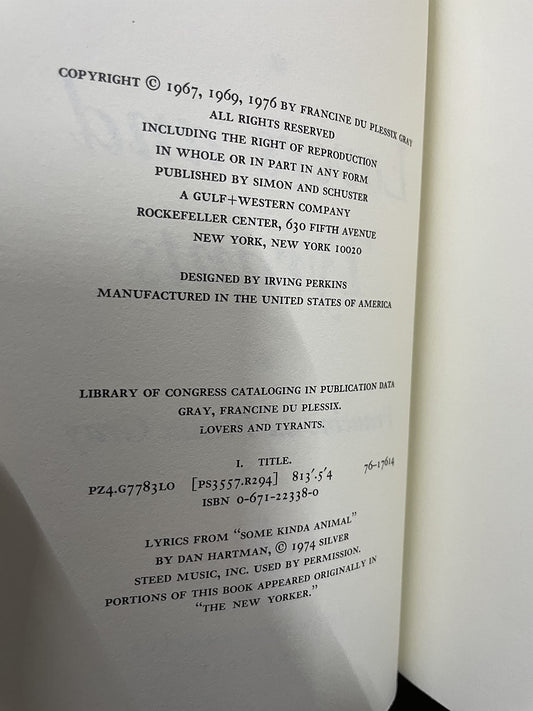 COPYRIGHT © 1967, 1969, 1976 BY FRANCINE DU PLESSIX GRAY
ALL RIGHTS RESERVED
INCLUDING THE RIGHT OF REPRODUCTION
IN WHOLE OR IN PART IN ANY FORM
PUBLISHED BY SIMON AND SCHUSTER
A GULF+WESTERN COMPANY
ROCKEFELLER CENTER, 630 FIFTH AVENUE
NEW YORK, NEW YORK 10020
DESIGNED BY IRVING PERKINS
MANUFACTURED IN THE UNITED STATES OF AMERICA
LIBRARY OF CONGRESS CATALOGING IN PUBLICATION DATA
GRAY, FRANCINE DU PLESSIX.
LOVERS AND TYRANTS.
I. TITLE.
PZ4.G7783LO [PS3557.R294] 813'.5'4 76-17614
ISBN 0-671-22338-0
LYRICS FROM "SOME KINDA ANIMAL"
BY DAN HARTMAN, © 1974 SILVER
STEED MUSIC, INC. USED BY PERMISSION.
PORTIONS OF THIS BOOK APPEARED ORIGINALLY IN
"THE NEW YORKER."